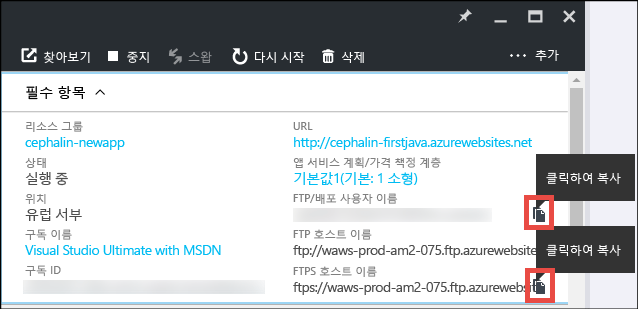 찾아보기 중지 스왑 다시 시작 삭제 ··· 추가
필수 항목
리소스 그룹
cephalin-newapp
상태
실행 중
위치
유럽 서부
구독 이름
Visual Studio Ultimate with MSDN
구독 ID
URL
http://cephalin-firstjava.azurewebsites.net
앱 서비스 계획/가격 책정 계층
기본값1(기본: 1 소형)
FTP/배포 사용자 이름
클릭하여 복사
FTP 호스트 이름
ftp://waws-prod-am2-075.ftp.azurewebsite
클릭하여 복사
FTPS 호스트 이름
ftps://waws-prod-am2-075.ftp.azurewebsite